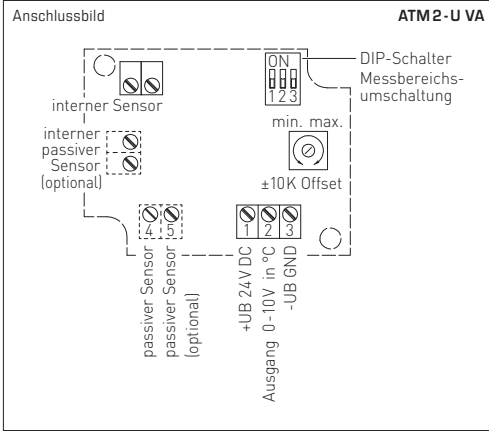 Anschlussbild
ATM2-U VA
ON
1 2 3
DIP-Schalter
Messbereichs-
umschaltung
interner Sensor
interner
passiver
Sensor
(optional)
min. max.
±10K Offset
4 5
1 2 3
passiver Sensor
passiver Sensor
(optional)
+UB 24V DC
Ausgang 0-10V in °C
-UB GND